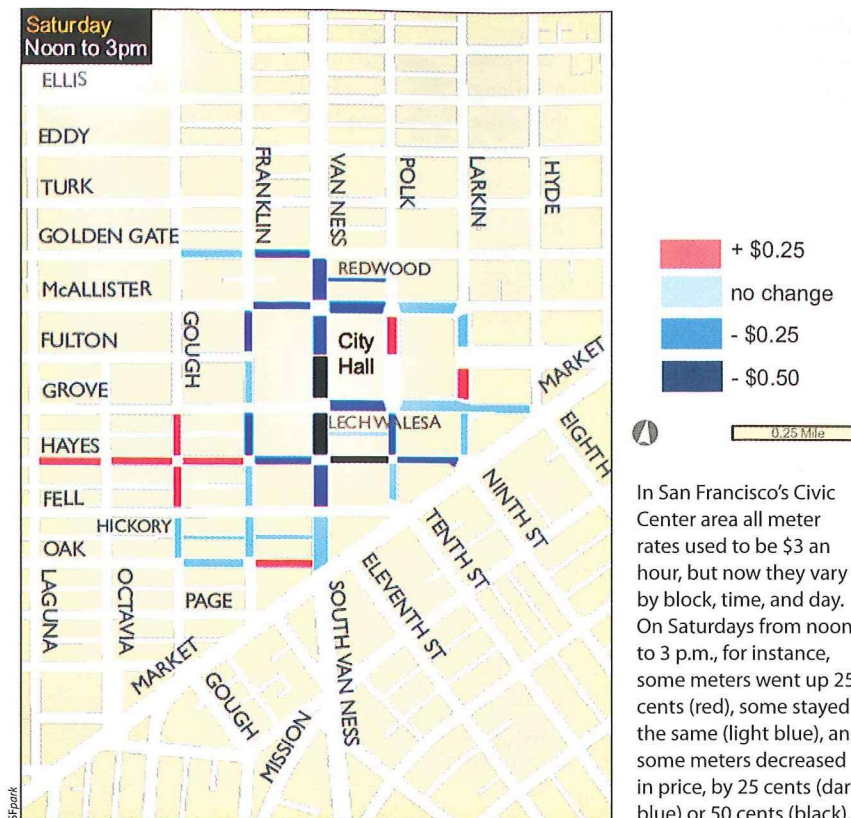 Saturday
Noon to 3pm
ELLIS
EDDY
TURK
GOLDEN GATE
McALLISTER
FULTON
GROVE
HAYES
FELL
HICKORY
OAK
LAGUNA
OCTAVIA
PAGE
GOUGH
FRANKLIN
VAN NESS
POLK
LARKIN
HYDE
REDWOOD
City
Hall
LECH WALESA
MARKET
EIGHTH
NINTH ST
TENTH ST
ELEVENTH ST
SOUTH VAN NESS
MARKET
GOUGH
MISSION
SFpark
+ $0.25
no change
- $0.25
- $0.50
0.25 Mile
In San Francisco's Civic
Center area all meter
rates used to be $3 an
hour, but now they vary
by block, time, and day.
On Saturdays from noon
to 3 p.m., for instance,
some meters went up 25
cents (red), some stayed
the same (light blue), an
some meters decreased
in price, by 25 cents (dar
blue) or 50 cents (black)